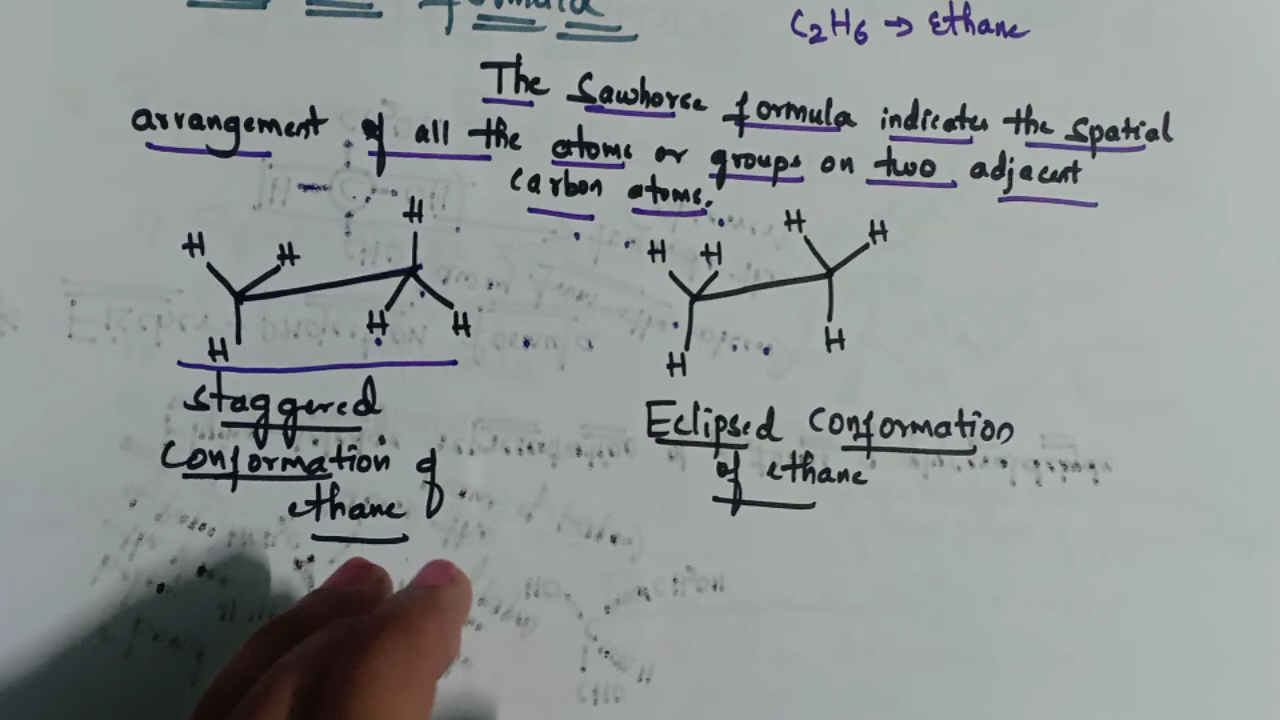 formula
C2H6 → Ethane
The Sawhorse formula indicates the spatial
arrangement of all the atoms or groups on two adjacent
carbon atoms.
H H H
H H H
H H H
H H H
Staggered
Conformation of
ethane
Eclipsed Conformation
of ethane